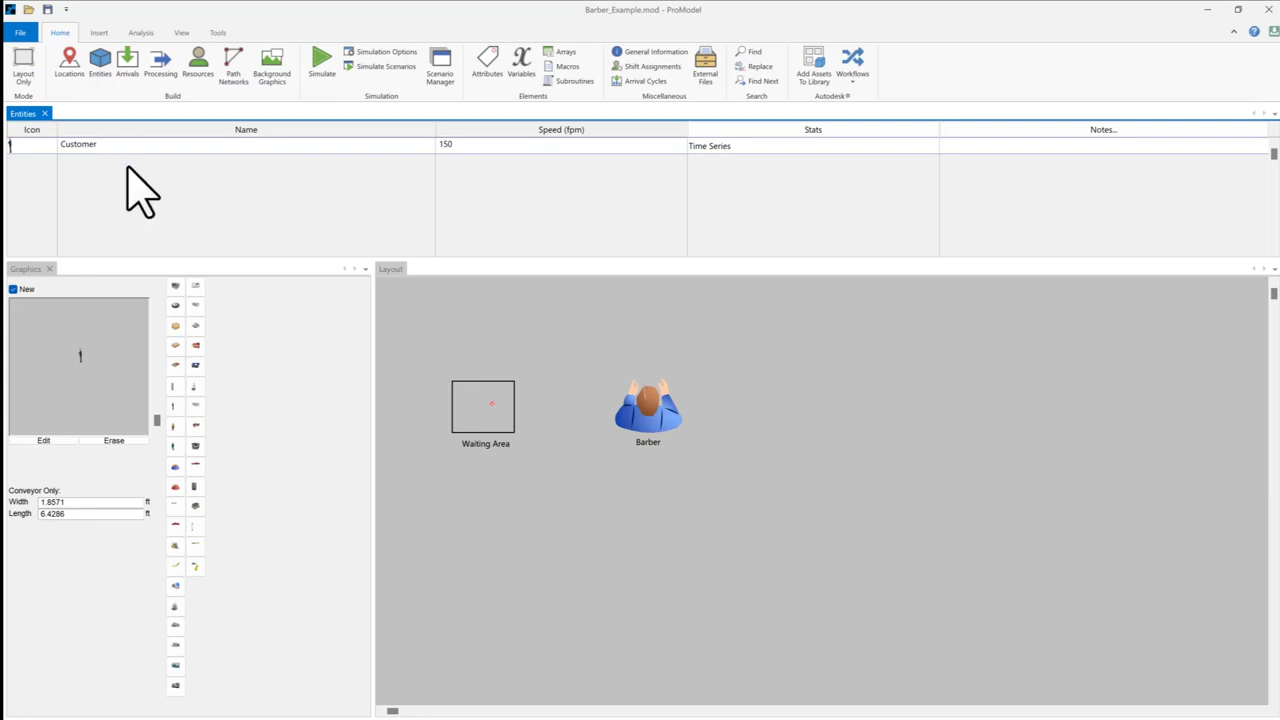 Barber_Example.mod - ProModel
File Home Insert Analysis View Tools
Layout Only
Locations
Entities
Arrivals
Processing
Resources
Path Networks
Background Graphics
Simulate
Simulation Options
Simulate Scenarios
Scenario Manager
Attributes
Variables
Arrays
Macros
Subroutines
General Information
Shift Assignments
Arrival Cycles
External Files
Find
Replace
Find Next
Add Assets To Library
Workflows
Mode Build Simulation Elements Miscellaneous Search Autodesk®
Entities
Icon Name Speed (fpm) Stats Notes...
Customer 150 Time Series
Graphics
Layout
New
Edit Erase
Conveyor Only:
Width 1.8571 ft
Length 6.4286 ft
Waiting Area
Barber